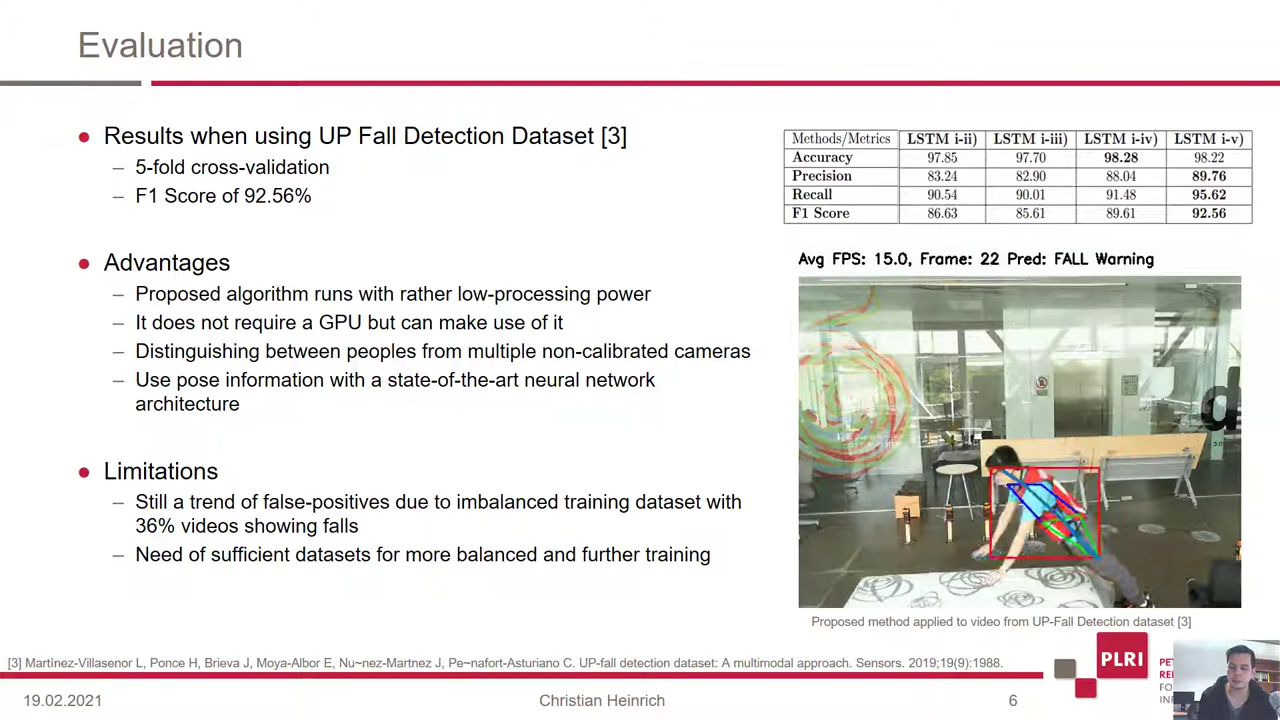 Evaluation
● Results when using UP Fall Detection Dataset [3]
– 5-fold cross-validation
– F1 Score of 92.56%
● Advantages
– Proposed algorithm runs with rather low-processing power
– It does not require a GPU but can make use of it
– Distinguishing between peoples from multiple non-calibrated cameras
– Use pose information with a state-of-the-art neural network
architecture
● Limitations
– Still a trend of false-positives due to imbalanced training dataset with
36% videos showing falls
– Need of sufficient datasets for more balanced and further training
Methods/Metrics LSTM i-ii) LSTM i-iii) LSTM i-iv) LSTM i-v)
Accuracy 97.85 97.70 98.28 98.22
Precision 83.24 82.90 88.04 89.76
Recall 90.54 90.01 91.48 95.62
F1 Score 86.63 85.61 89.61 92.56
Avg FPS: 15.0, Frame: 22 Pred: FALL Warning
d
Proposed method applied to video from UP-Fall Detection dataset [3]
[3] Martínez-Villasenor L, Ponce H, Brieva J, Moya-Albor E, Nu~nez-Martnez J, Pe~nafort-Asturiano C. UP-fall detection dataset: A multimodal approach. Sensors. 2019;19(9):1988.
PLRI
PE
RE
FO
IN
19.02.2021
Christian Heinrich
6